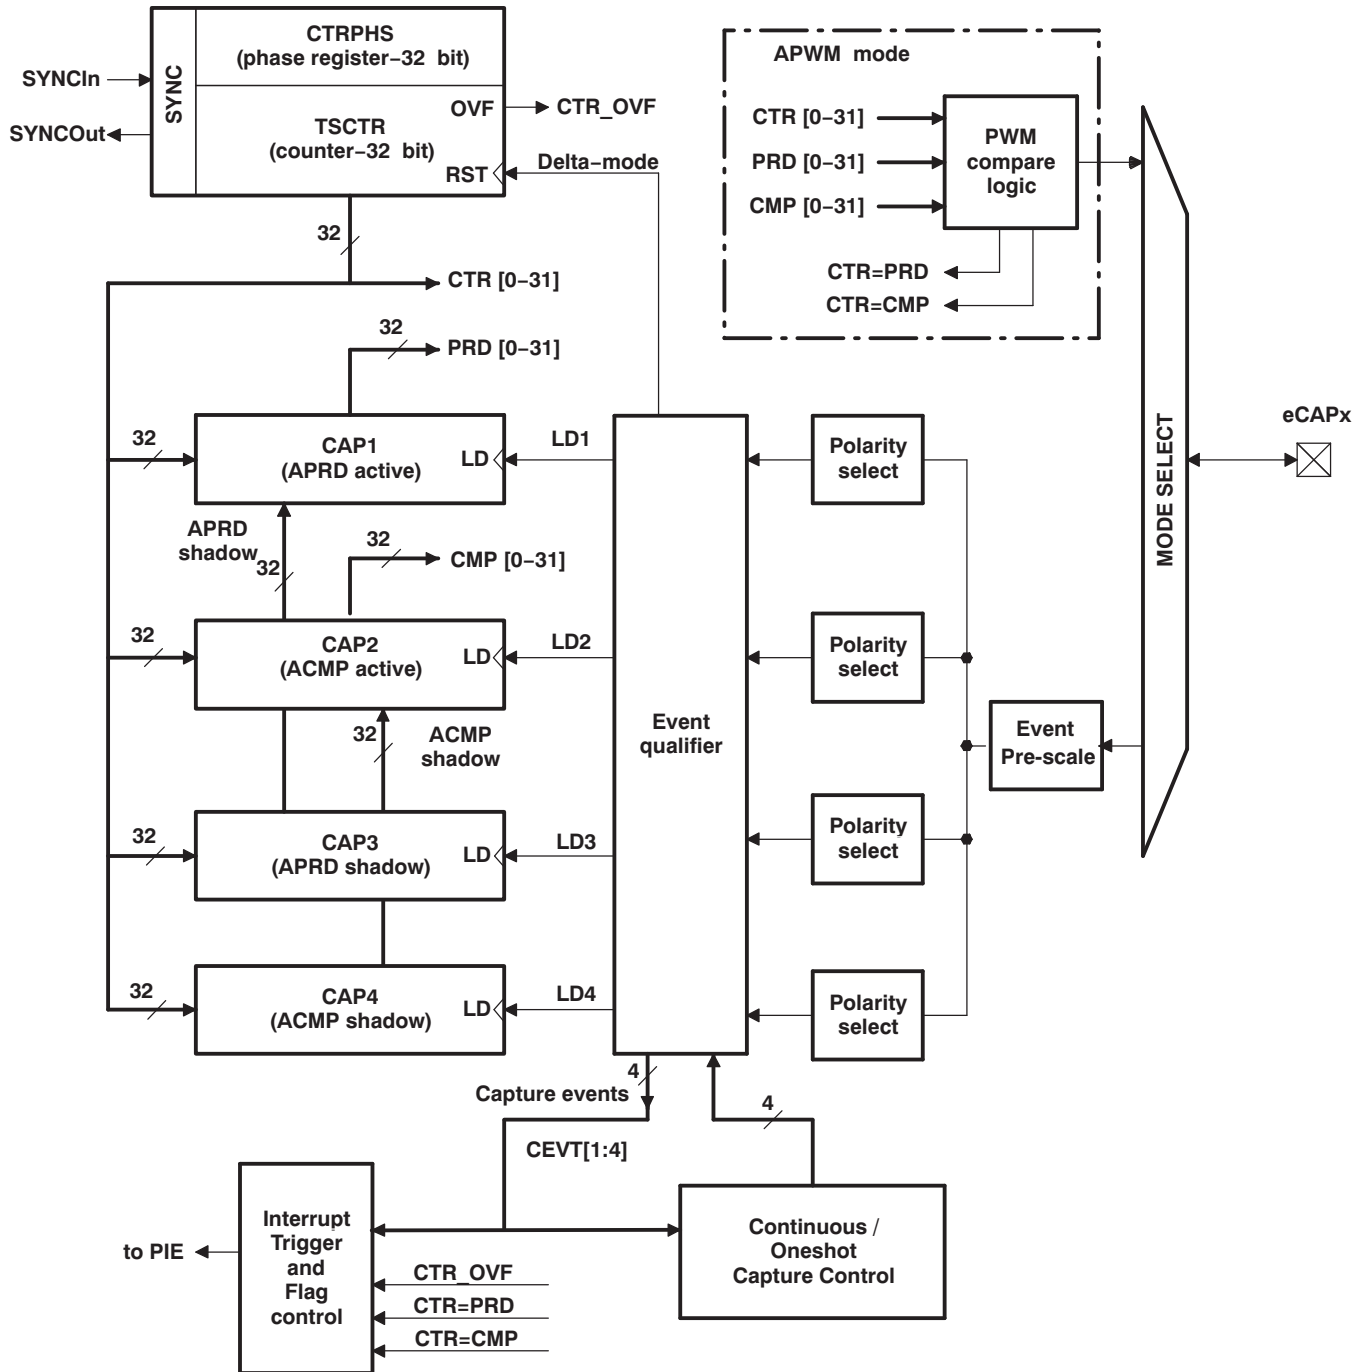 CTRPHS
(phase register−32 bit)
APWM mode
SYNCIn
SYNC
SYNCOut
OVF
CTR_OVF
TSCTR
(counter−32 bit)
RST
Delta−mode
CTR [0−31]
PRD [0−31]
CMP [0−31]
PWM
compare
logic
CTR=PRD
CTR=CMP
32
CTR [0−31]
32
PRD [0−31]
32
CAP1
(APRD active)
LD
LD1
Polarity
select
eCAPx
MODE SELECT
APRD
shadow
32
32
CMP [0−31]
32
CAP2
(ACMP active)
LD
LD2
Polarity
select
32
ACMP
shadow
Event
qualifier
Event
Pre-scale
32
CAP3
(APRD shadow)
LD
LD3
Polarity
select
32
CAP4
(ACMP shadow)
LD
LD4
Polarity
select
4
Capture events
4
CEVT[1:4]
Interrupt
Trigger
and
Flag
control
to PIE
Continuous /
Oneshot
Capture Control
CTR_OVF
CTR=PRD
CTR=CMP